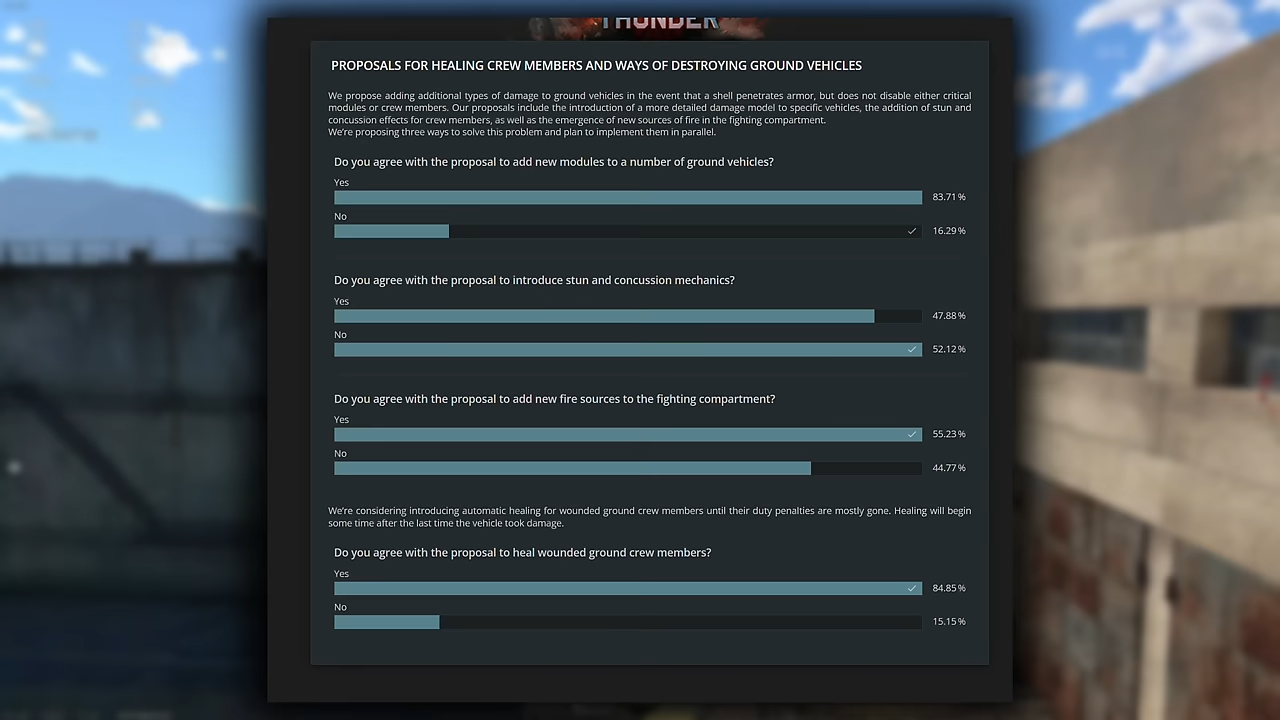 THUNDER
PROPOSALS FOR HEALING CREW MEMBERS AND WAYS OF DESTROYING GROUND VEHICLES
We propose adding additional types of damage to ground vehicles in the event that a shell penetrates armor, but does not disable either critical
modules or crew members. Our proposals include the introduction of a more detailed damage model to specific vehicles, the addition of stun and
concussion effects for crew members, as well as the emergence of new sources of fire in the fighting compartment.
We're proposing three ways to solve this problem and plan to implement them in parallel.
Do you agree with the proposal to add new modules to a number of ground vehicles?
Yes
83.71 %
No
16.29 %
Do you agree with the proposal to introduce stun and concussion mechanics?
Yes
47.88 %
No
52.12 %
Do you agree with the proposal to add new fire sources to the fighting compartment?
Yes
55.23 %
No
44.77 %
We're considering introducing automatic healing for wounded ground crew members until their duty penalties are mostly gone. Healing will begin
some time after the last time the vehicle took damage.
Do you agree with the proposal to heal wounded ground crew members?
Yes
84.85 %
No
15.15 %